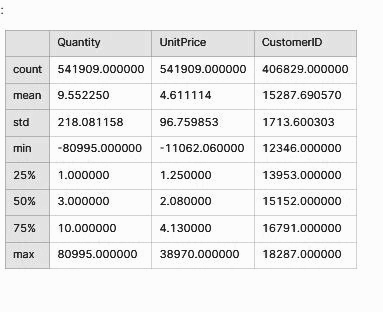 :
Quantity UnitPrice CustomerID
count 541909.000000 541909.000000 406829.000000
mean 9.552250 4.611114 15287.690570
std 218.081158 96.759853 1713.600303
min -80995.000000 -11062.060000 12346.000000
25% 1.000000 1.250000 13953.000000
50% 3.000000 2.080000 15152.000000
75% 10.000000 4.130000 16791.000000
max 80995.000000 38970.000000 18287.000000